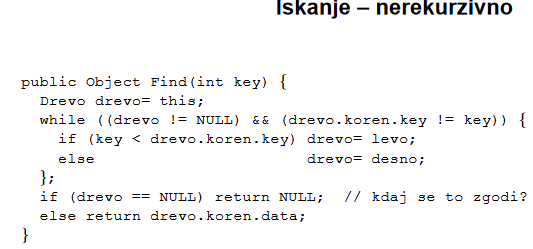 Iskanje – nerekurzivno
public Object Find(int key) {
  Drevo drevo= this;
  while ((drevo != NULL) && (drevo.koren.key != key)) {
    if (key < drevo.koren.key) drevo= levo;
    else                       drevo= desno;
  };
  if (drevo == NULL) return NULL;  // kdaj se to zgodi?
  else return drevo.koren.data;
}